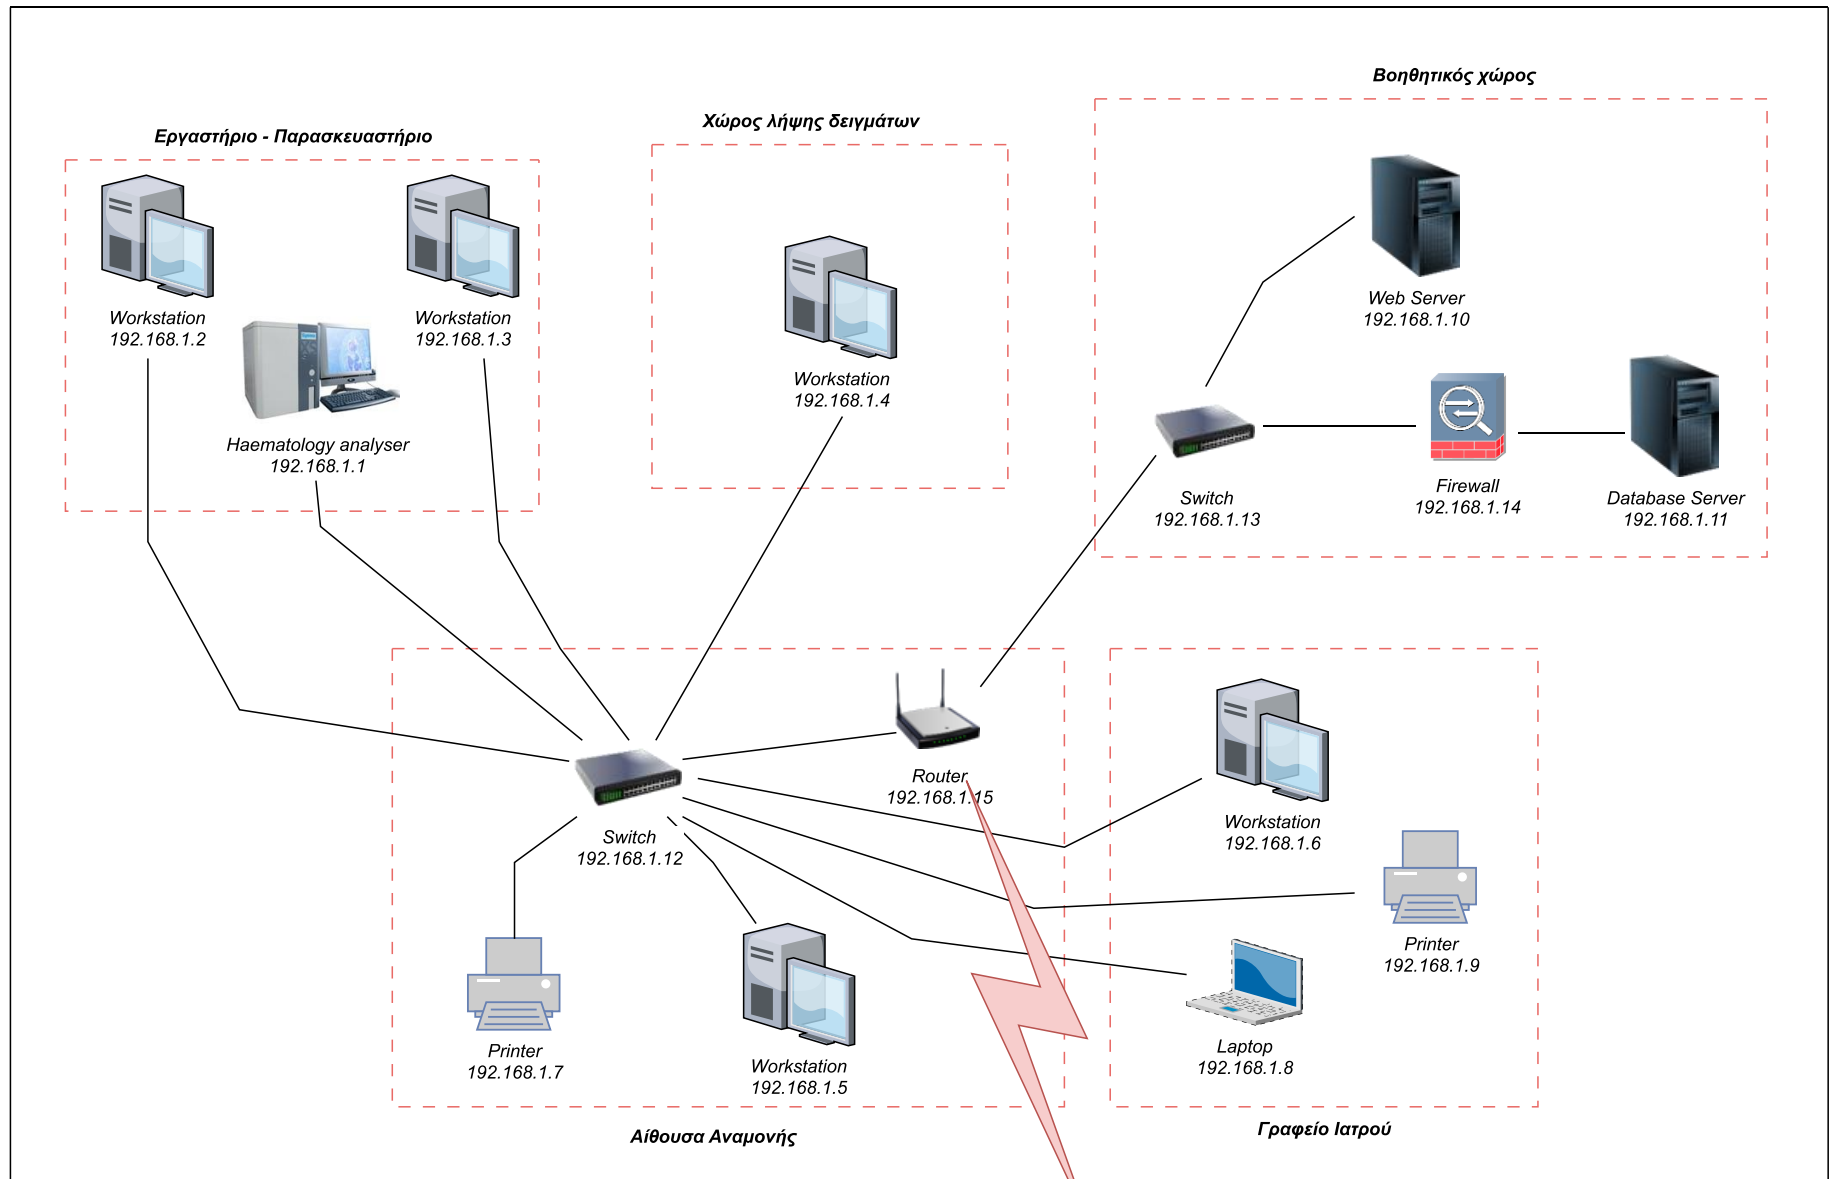 Βοηθητικός χώρος
Χώρος λήψης δειγμάτων
Εργαστήριο - Παρασκευαστήριο
Workstation
192.168.1.2
Workstation
192.168.1.3
Haematology analyser
192.168.1.1
Workstation
192.168.1.4
Web Server
192.168.1.10
Switch
192.168.1.13
Firewall
192.168.1.14
Database Server
192.168.1.11
Router
192.168.1.15
Switch
192.168.1.12
Workstation
192.168.1.6
Printer
192.168.1.9
Printer
192.168.1.7
Workstation
192.168.1.5
Laptop
192.168.1.8
Αίθουσα Αναμονής
Γραφείο Ιατρού